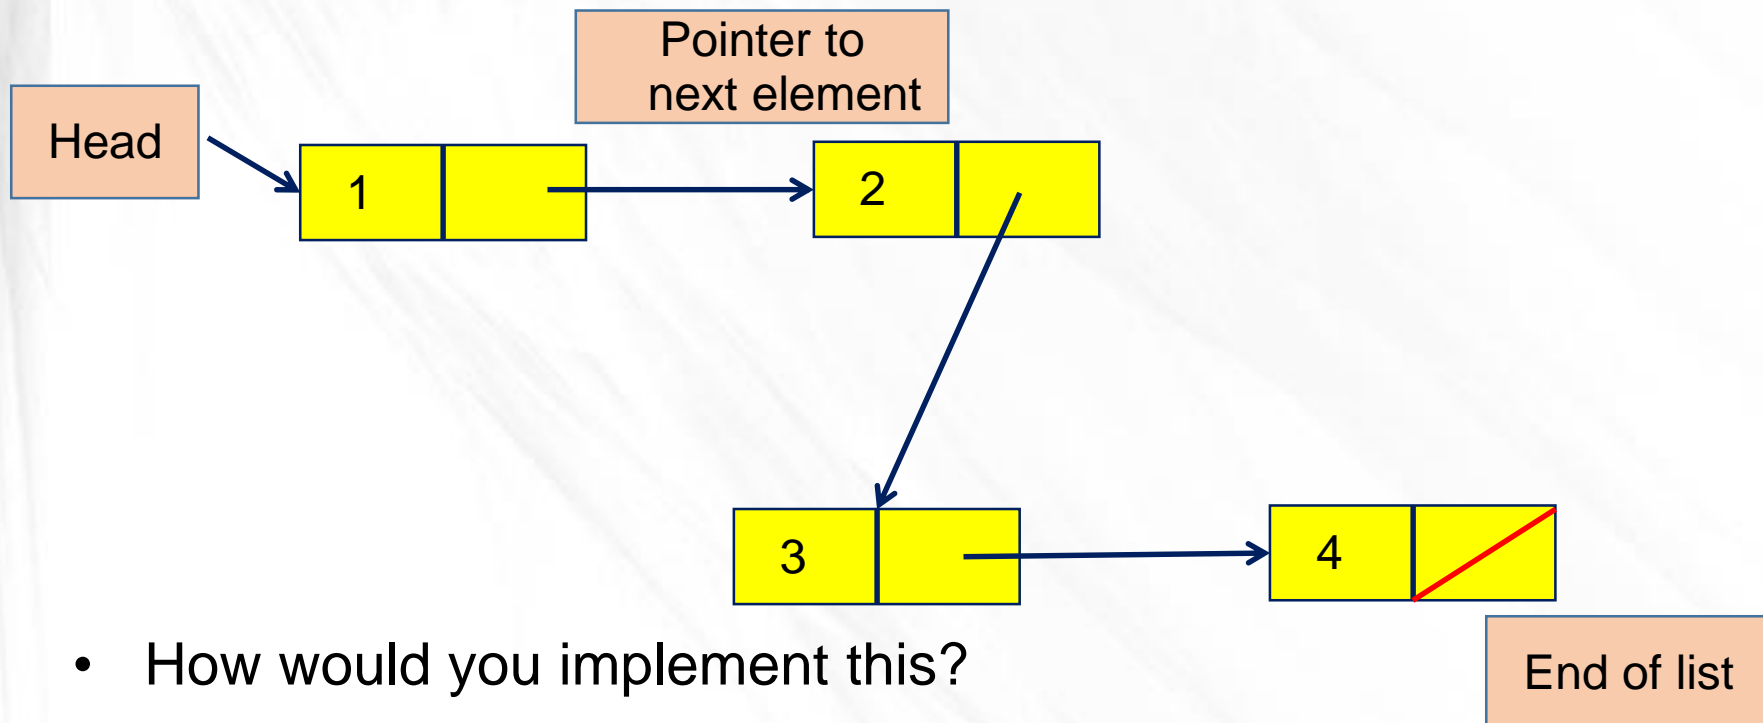 Pointer to
next element
Head
1
2
3
4
• How would you implement this?
End of list